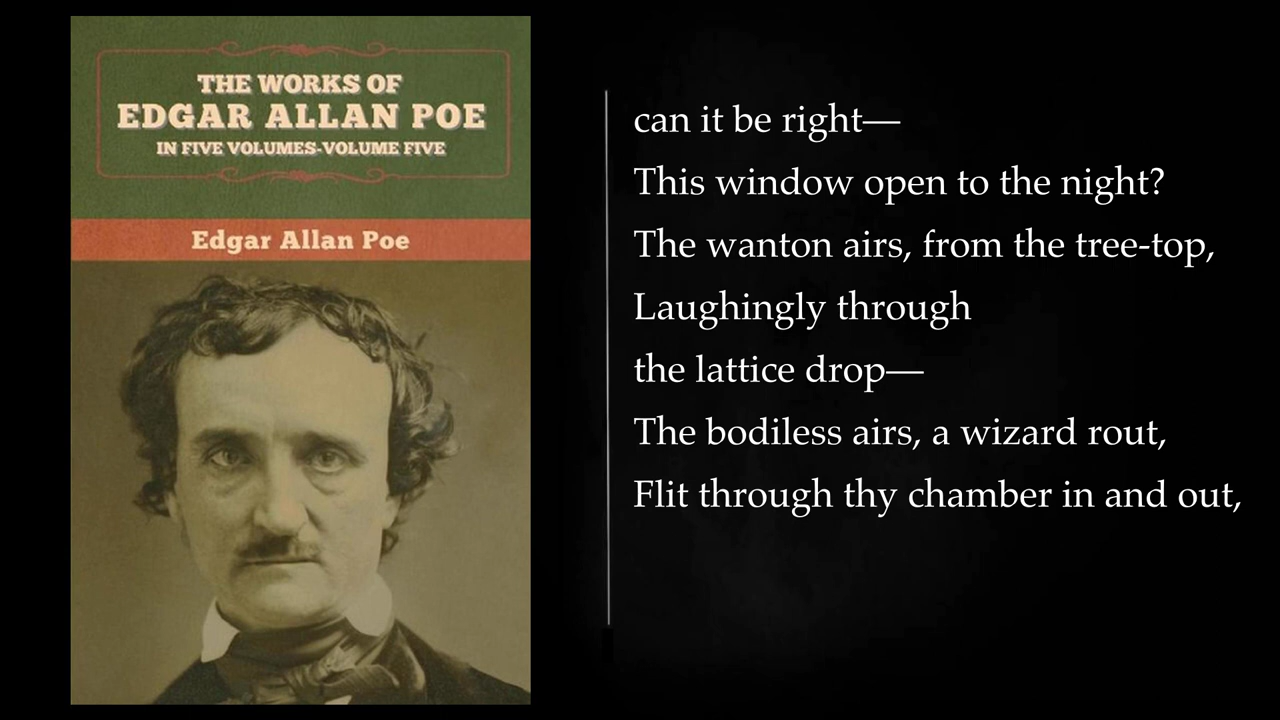 THE WORKS OF
EDGAR ALLAN POE
IN FIVE VOLUMES-VOLUME FIVE
Edgar Allan Poe
can it be right—
This window open to the night?
The wanton airs, from the tree-top,
Laughingly through
the lattice drop—
The bodiless airs, a wizard rout,
Flit through thy chamber in and out,